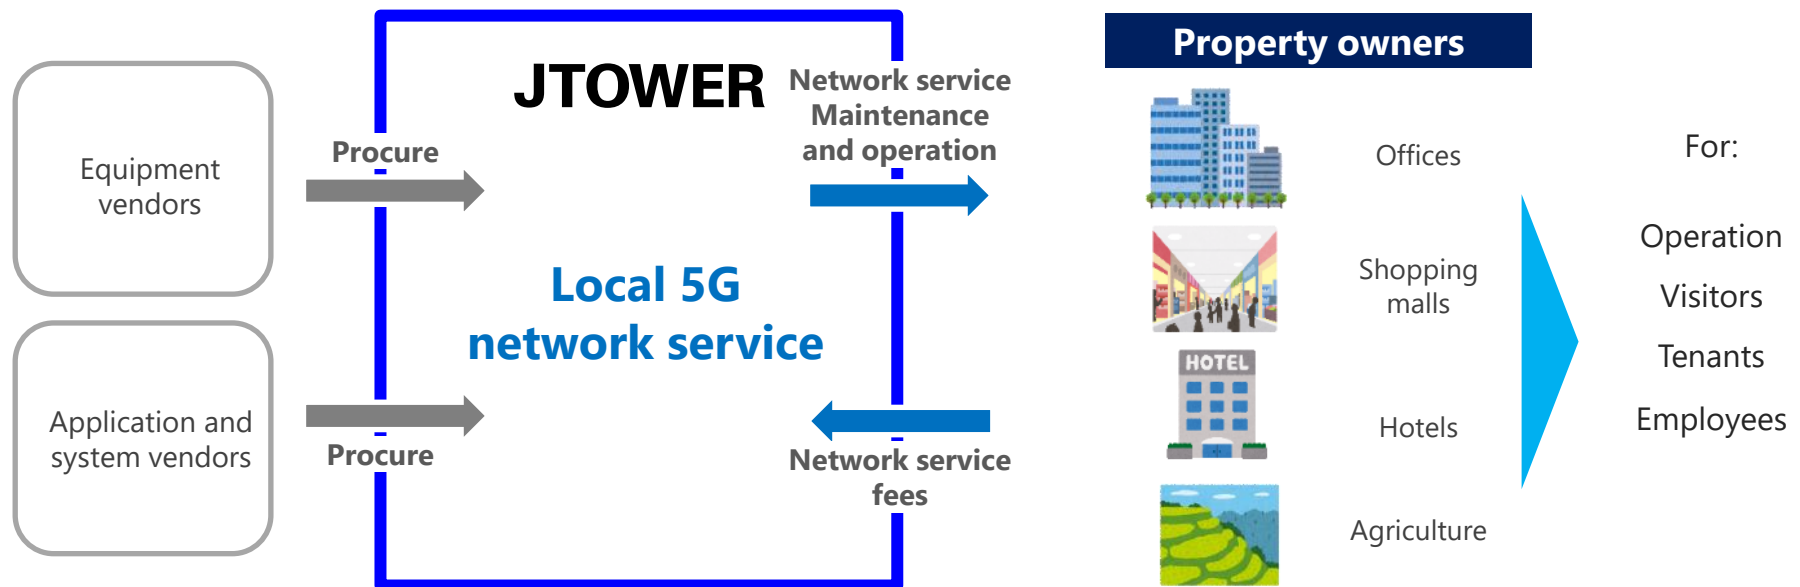 Equipment
vendors
Application and
system vendors
Procure
Procure
JTOWER
Local 5G
network service
Network service
Maintenance
and operation
Network service
fees
Property owners
Offices
Shopping
malls
HOTEL
Hotels
Agriculture
For:
Operation
Visitors
Tenants
Employees